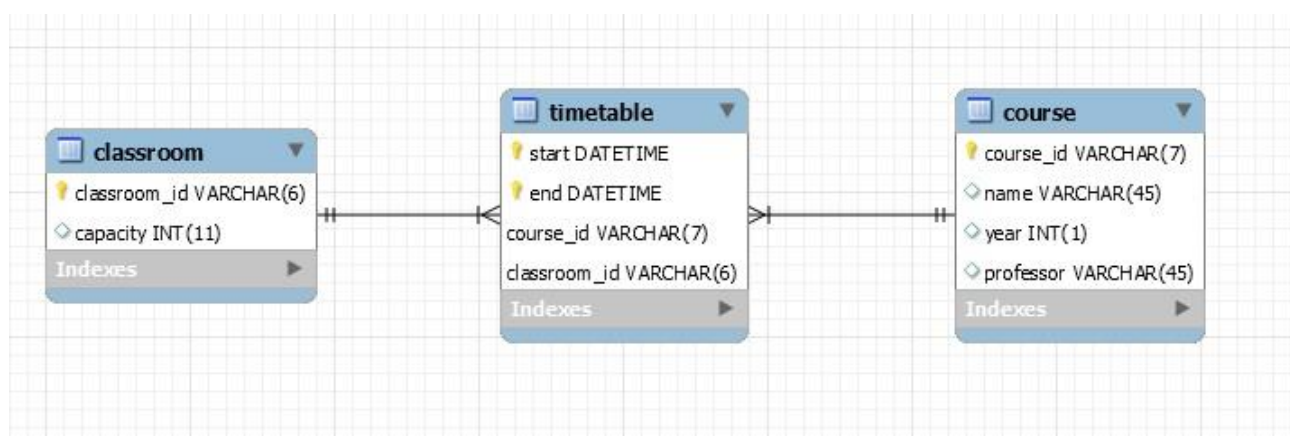 classroom
classroom_id VARCHAR(6)
capacity INT(11)
Indexes
timetable
start DATETIME
end DATETIME
course_id VARCHAR(7)
classroom_id VARCHAR(6)
Indexes
course
course_id VARCHAR(7)
name VARCHAR(45)
year INT(1)
professor VARCHAR(45)
Indexes